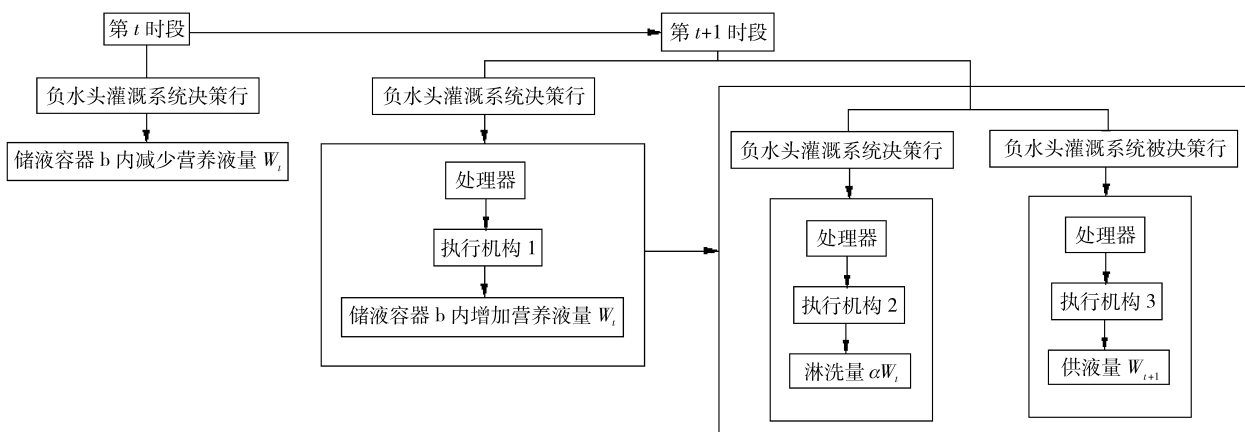 第 t 时段
第 t+1 时段
负水头灌溉系统决策行
负水头灌溉系统决策行
储液容器 b 内减少营养液量 Wt
负水头灌溉系统决策行
负水头灌溉系统被决策行
处理器
执行机构 1
储液容器 b 内增加营养液量 Wt
处理器
执行机构 2
淋洗量 αWt
处理器
执行机构 3
供液量 Wt+1